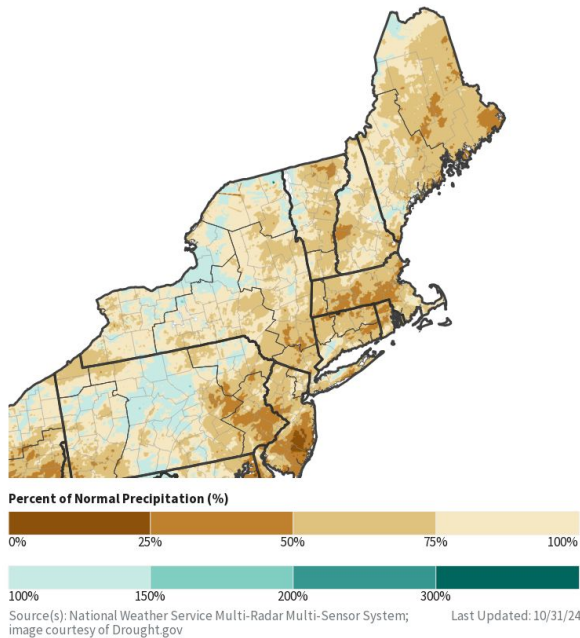 Percent of Normal Precipitation (%)
0% 25% 50% 75% 100%
100% 150% 200% 300%
Source(s): National Weather Service Multi-Radar Multi-Sensor System; Last Updated: 10/31/24
image courtesy of Drought.gov